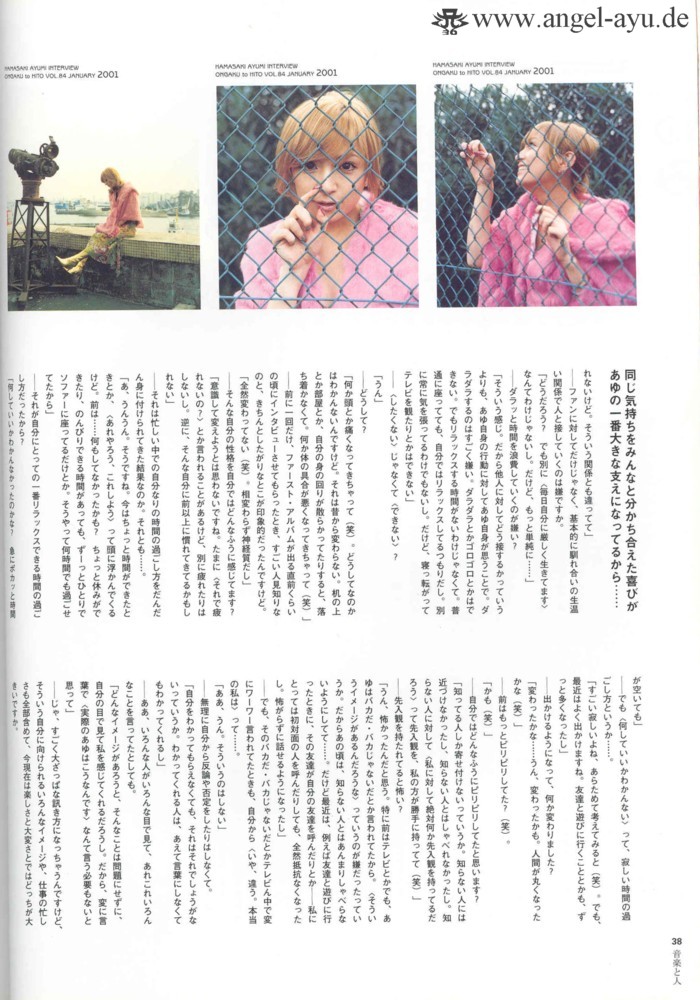 www.angel-ayu.de
HAMASAKI AYUMI INTERVIEW
ONGAKU to HITO VOL.84 JANUARY 2001
HAMASAKI AYUMI INTERVIEW
ONGAKU to HITO VOL.84 JANUARY 2001
HAMASAKI AYUMI INTERVIEW
ONGAKU to HITO VOL.84 JANUARY 2001
同じ気持ちをみんなと分かち合えた喜びが
あゆの一番大きな支えになってるから……
れないけど。そういう関係とも違ってて」
――ファンに対してだけじゃなく、基本的に馴れ合いの生温
い関係で人と接していくのは嫌ですか。
「どうだろう？　でも別に〈毎日自分に厳しく生きてます〉
なんてわけじゃないし。だけど、もっと単純に……」
――ダラッと時間を浪費していくのが嫌い？
「そういう感じ。だから他人に対してどう接するかっていう
よりも、あゆ自身の行動に対してあゆ自身が思うことで。ダ
ラダラするのはすごく嫌い。ダラダラとかゴロゴロとかはで
きない。でもリラックスする時間がないわけじゃなくて。普
通に座ってても、自分ではリラックスしてるつもりだし。別
に常に気を張ってるわけでもないし。だけど、寝っ転がって
テレビを観たりとかはできない」
――〈したくない〉じゃなくて〈できない〉？
「うん」
――どうして？
「何か頭とか痛くなってきちゃって（笑）。どうしてなのか
はわかんないんですけど。それは昔から変わらない。机の上
とか部屋とか、自分の身の回りが散らかってたりすると、落
ち着かなくて。何か体の具合が悪くなってきちゃって（笑）」
――前に一回だけ、ファースト・アルバムが出る直前くらい
の頃にインタビューさせてもらったとき、すごい人見知りな
のと、きちんとしたがりなとこが印象的だったんですけど。
「全然変わってない（笑）。相変わらず神経質だし」
――そんな自分の性格を自分ではどんなふうに感じてます？
「意識して変えようとは思わないですね。たまに〈それで疲
れないの？〉とか言われることがあるけど、別に疲れたりは
しないし。逆に、そんな自分に前以上に慣れてきてるかもし
れない」
――それは忙しい中での自分なりの時間の過ごし方をだんだ
ん身に付けられてきた結果なのか。それとも……。
「あ、うんうん。そうですね。今はちょっと時間ができたと
きとか、〈あれやろう、これしよう〉って頭に浮かんでくる
けど。前は……何もしてなかったかも？　ちょっと休みがで
きたり、のんびりできる時間があっても、ずーっとひとりで
ソファーに座ってるだけとか。そうやって何時間でも過ごせ
てたから」
――それが自分にとっての一番リラックスできる時間の過ご
し方だったから？
「何していいかわかんなかったのかな？　急にポカッと時間
が空いても」
――でも〈何していいかわかんない〉って、寂しい時間の過
ごし方というか……。
「すごい寂しいよね、あらためて考えてみると（笑）。でも、
最近はよく出かけますね。友達と遊びに行くこととかも、ず
っと多くなったし」
――出かけるようになって、何か変わりました？
「変わったかな……うん。変わったかも。人間が丸くなった
かな（笑）」
――前はもっとピリピリしてた？（笑）。
「かも（笑）」
――自分ではどんなふうにピリピリしてたと思います？
「知ってる人しか寄せ付けないっていうか。知らない人には
近づけなかったし、知らない人とはしゃべれなかったし。知
らない人に対して〈私に対して絶対何か先入観を持ってるだ
ろう〉って先入観を、私の方が勝手に持ってて（笑）」
――先入観を持たれてると怖い？
「うん、怖かったんだと思う。特に前はテレビとかでも、あ
ゆはバカだ・バカじゃないだとか言われてたから。〈そうい
うイメージがあるんだろうな〉っていうのが嫌だったってい
うか。だからあの頃は、知らない人とはあんまりしゃべらな
いようにしてて……。だけど最近は、例えば友達と遊びに行
ったときに、その友達が自分の友達を呼んだりとか――私に
とっては初対面の人を呼んだりしても、全然抵抗なくなった
し。怖がらずに話せるようになったし」
――でも、そのバカだ・バカじゃないだとかテレビん中で変
にワーワー言われてたときも、自分から〈いや、違う。本当
の私は〉って……。
「ああ、うん。そういうのはしない」
――無理に自分から反論や否定をしたりはしなくて。
「自分をわかってもらえなくても、それはそれでしょうがな
いっていうか。わかってくれる人は、あえて言葉にしなくて
もわかってくれるし」
――ああ、いろんな人がいろんな目で見て、あれこれいろん
なことを言ってたとしても。
「どんなイメージがあろうと、そんなことは問題にせずに、
自分の目で見て私を感じてくれるだろうし。だから、変に言
葉で〈実際のあゆはこうなんです〉なんて言う必要もないと
思って」
――じゃ、すごく大ざっぱな訊き方になっちゃうんですけど、
そういう自分に向けられるいろんなイメージや、仕事の忙し
さも全部含めて、今現在は楽しさと大変さとではどっちが大
きいですか。
38
音楽と人